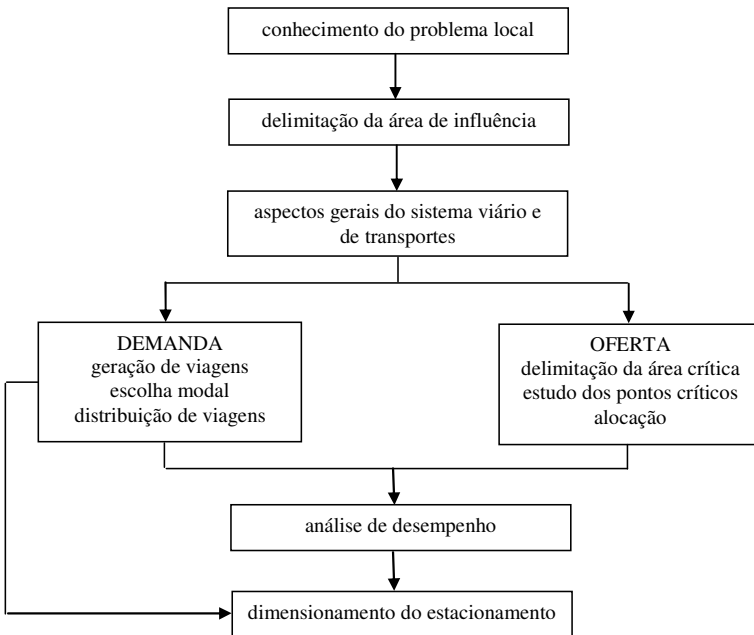 conhecimento do problema local
delimitação da área de influência
aspectos gerais do sistema viário e
de transportes
DEMANDA
geração de viagens
escolha modal
distribuição de viagens
OFERTA
delimitação da área crítica
estudo dos pontos críticos
alocação
análise de desempenho
dimensionamento do estacionamento